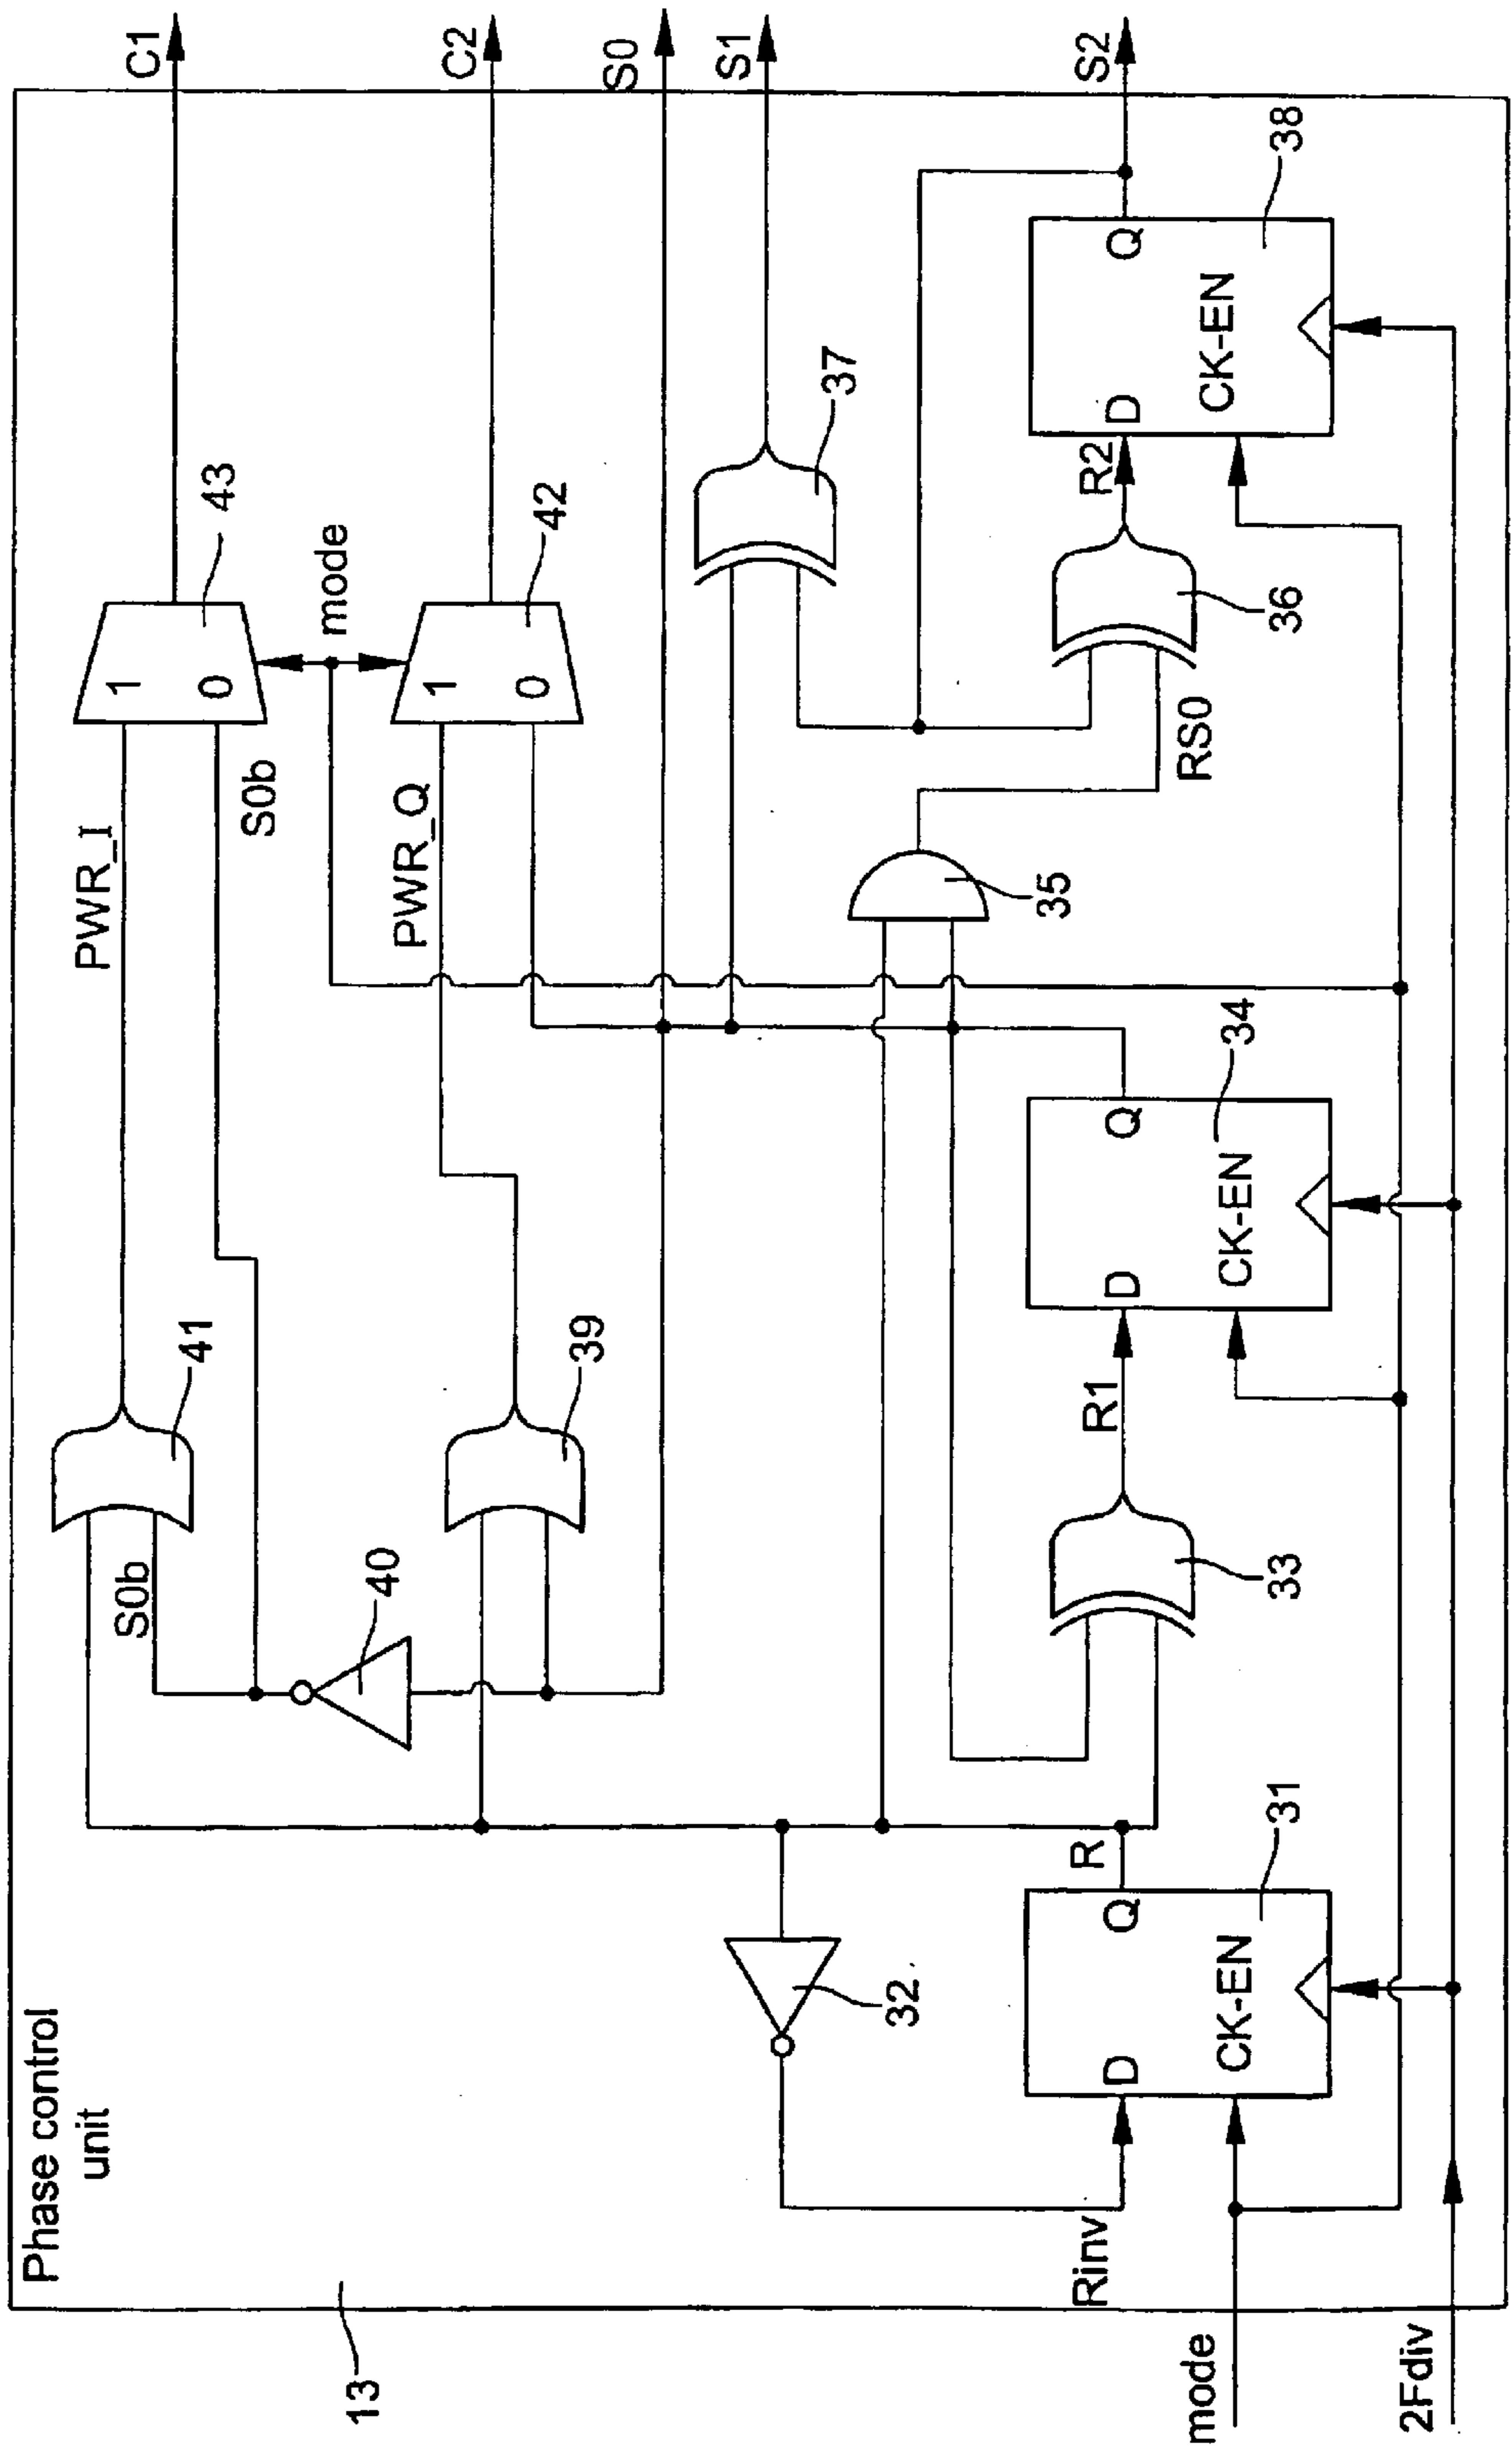 Phase control
unit
13
mode
2Fdiv
Rinv
D
Q
CK-EN
31
R
32
33
R1
D
Q
CK-EN
34
S0b
40
41
39
PWR_I
S0b
PWR_Q
35
RS0
36
R2
37
D
Q
CK-EN
38
1
0
43
mode
1
0
42
C1
C2
S0
S1
S2